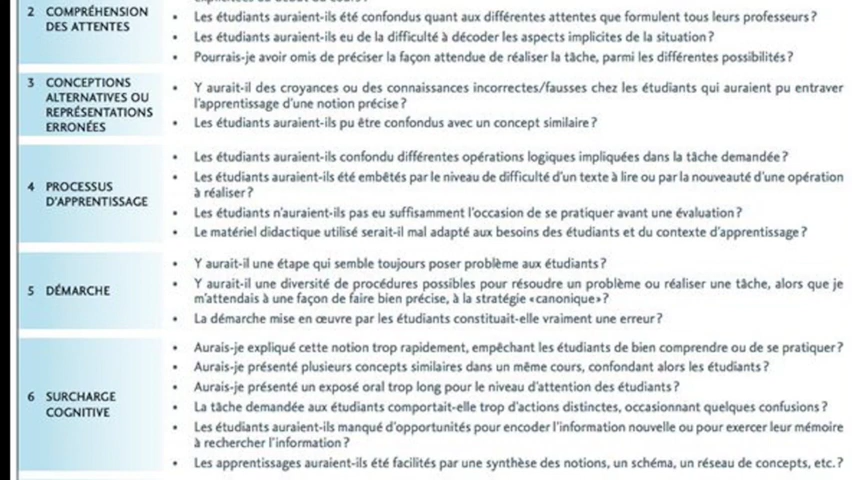 2 COMPRÉHENSION DES ATTENTES
• Les étudiants auraient-ils été confondus quant aux différentes attentes que formulent tous leurs professeurs?
• Les étudiants auraient-ils eu de la difficulté à décoder les aspects implicites de la situation?
• Pourrais-je avoir omis de préciser la façon attendue de réaliser la tâche, parmi les différentes possibilités?
3 CONCEPTIONS ALTERNATIVES OU REPRÉSENTATIONS ERRONÉES
• Y aurait-il des croyances ou des connaissances incorrectes/fausses chez les étudiants qui auraient pu entraver
l'apprentissage d'une notion précise?
• Les étudiants auraient-ils pu être confondus avec un concept similaire?
4 PROCESSUS D'APPRENTISSAGE
• Les étudiants auraient-ils confondu différentes opérations logiques impliquées dans la tâche demandée?
• Les étudiants auraient-ils été embêtés par le niveau de difficulté d'un texte à lire ou par la nouveauté d'une opération
à réaliser?
• Les étudiants n'auraient-ils pas eu suffisamment l'occasion de se pratiquer avant une évaluation?
• Le matériel didactique utilisé serait-il mal adapté aux besoins des étudiants et du contexte d'apprentissage?
5 DÉMARCHE
• Y aurait-il une étape qui semble toujours poser problème aux étudiants?
• Y aurait-il une diversité de procédures possibles pour résoudre un problème ou réaliser une tâche, alors que je
m'attendais à une façon de faire bien précise, à la stratégie «canonique»?
• La démarche mise en œuvre par les étudiants constituait-elle vraiment une erreur?
6 SURCHARGE COGNITIVE
• Aurais-je expliqué cette notion trop rapidement, empêchant les étudiants de bien comprendre ou de se pratiquer?
• Aurais-je présenté plusieurs concepts similaires dans un même cours, confondant alors les étudiants?
• Aurais-je présenté un exposé oral trop long pour le niveau d'attention des étudiants?
• La tâche demandée aux étudiants comportait-elle trop d'actions distinctes, occasionnant quelques confusions?
• Les étudiants auraient-ils manqué d'opportunités pour encoder l'information nouvelle ou pour exercer leur mémoire
à rechercher l'information?
• Les apprentissages auraient-ils été facilités par une synthèse des notions, un schéma, un réseau de concepts, etc.?